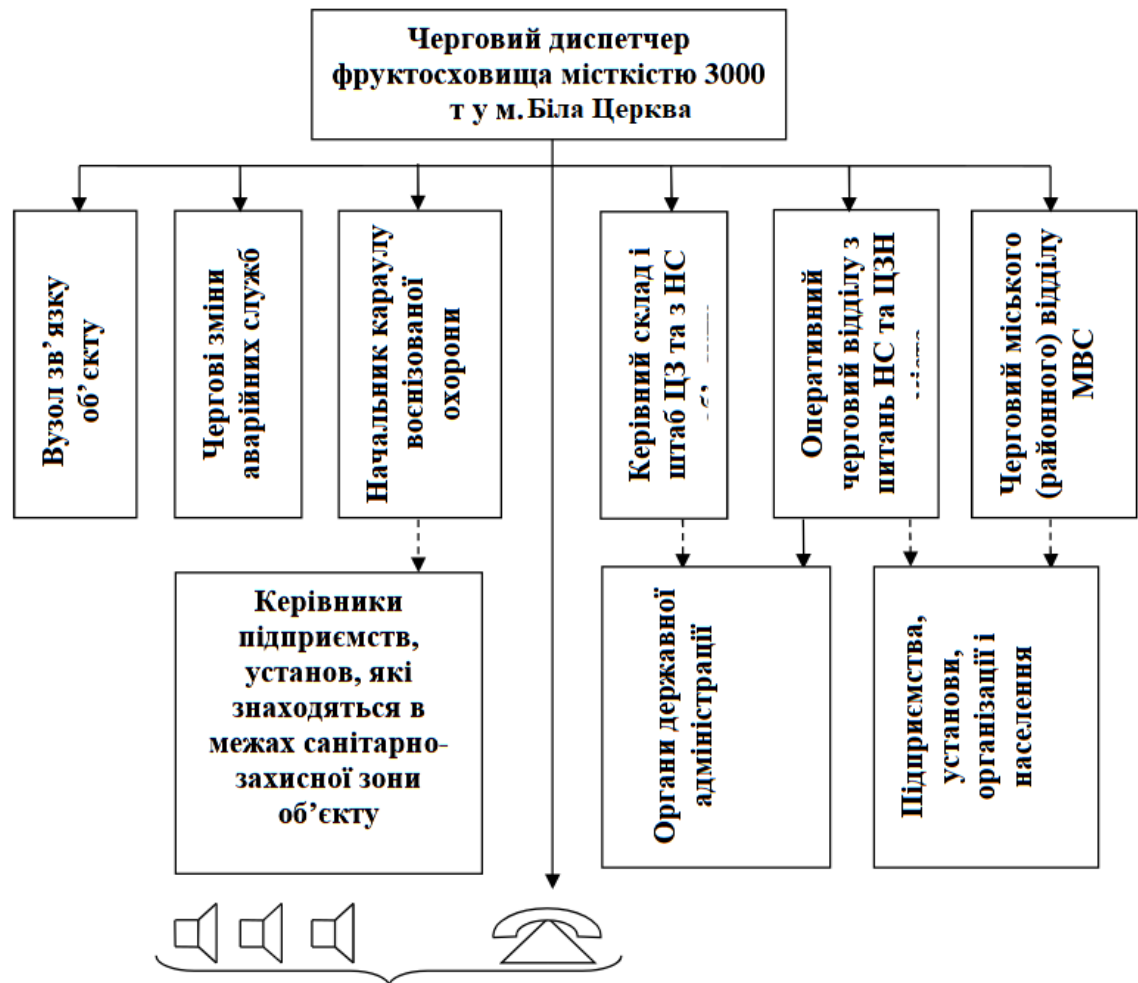 Черговий диспетчер
фруктосховища місткістю 3000
т у м. Біла Церква
Вузол зв’язку
об’єкту
Чергові зміни
аварійних служб
Начальник караулу
воєнізованої
охорони
Керівний склад і
штаб ЦЗ та з НС
Оперативний
черговий відділу з
питань НС та ЦЗН
Черговий міського
(районного) відділу
МВС
Керівники
підприємств,
установ, які
знаходяться в
межах санітарно-
захисної зони
об’єкту
Органи державної
адміністрації
Підприємства,
установи,
організації і
населення